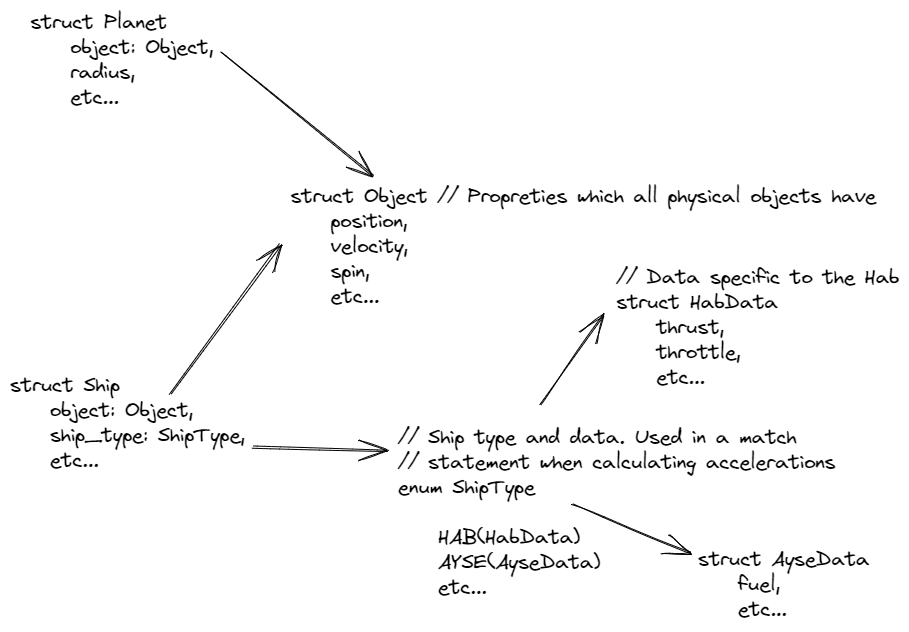 struct Planet
object: Object,
radius,
etc...
struct Object // Propreties which all physical objects have
position,
velocity,
spin,
etc...
// Data specific to the Hab
struct HabData
thrust,
throttle,
etc...
struct Ship
object: Object,
ship_type: ShipType,
etc...
// Ship type and data. Used in a match
// statement when calculating accelerations
enum ShipType
HAB(HabData)
AYSE(AyseData)
etc...
struct AyseData
fuel,
etc...